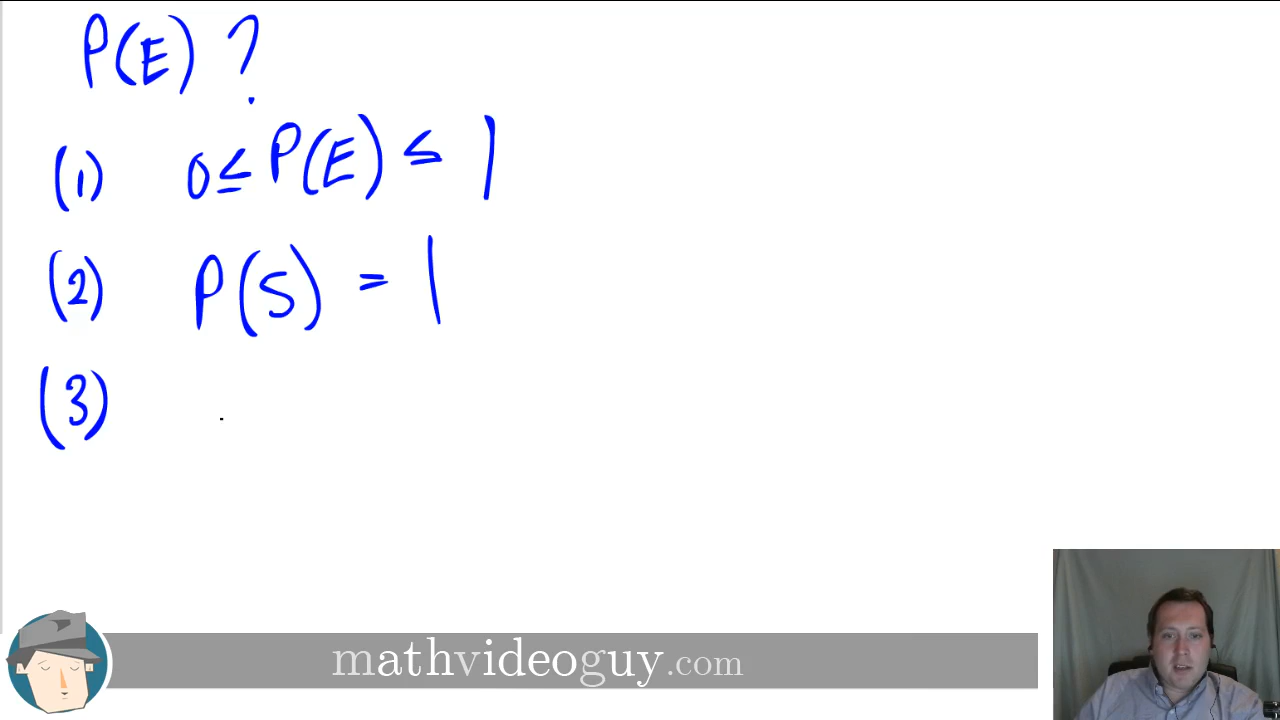 P(E) ?
(1) 0 ≤ P(E) ≤ 1
(2) P(S) = 1
(3)
mathvideoguy.com